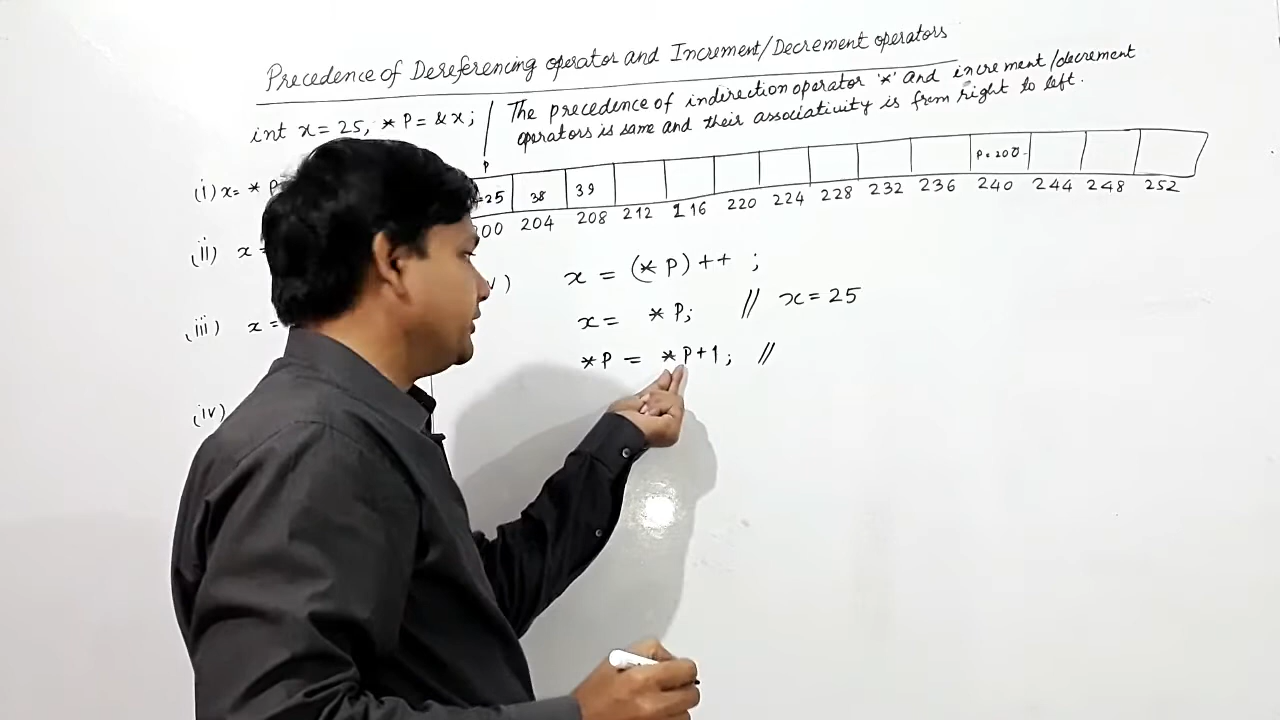 Precedence of Dereferencing operator and Increment/Decrement operators
int x = 25, *P = &x;
The precedence of indirection operator '*' and increment/decrement
operators is same and their associativity is from right to left.
P
25 38 39 P = 200
00 204 208 212 216 220 224 228 232 236 240 244 248 252
(i) x = * P
(ii) x =
(iii) x =
(iv)
v) x = (* P)++ ;
x = * P; // x = 25
*P = *P+1; //